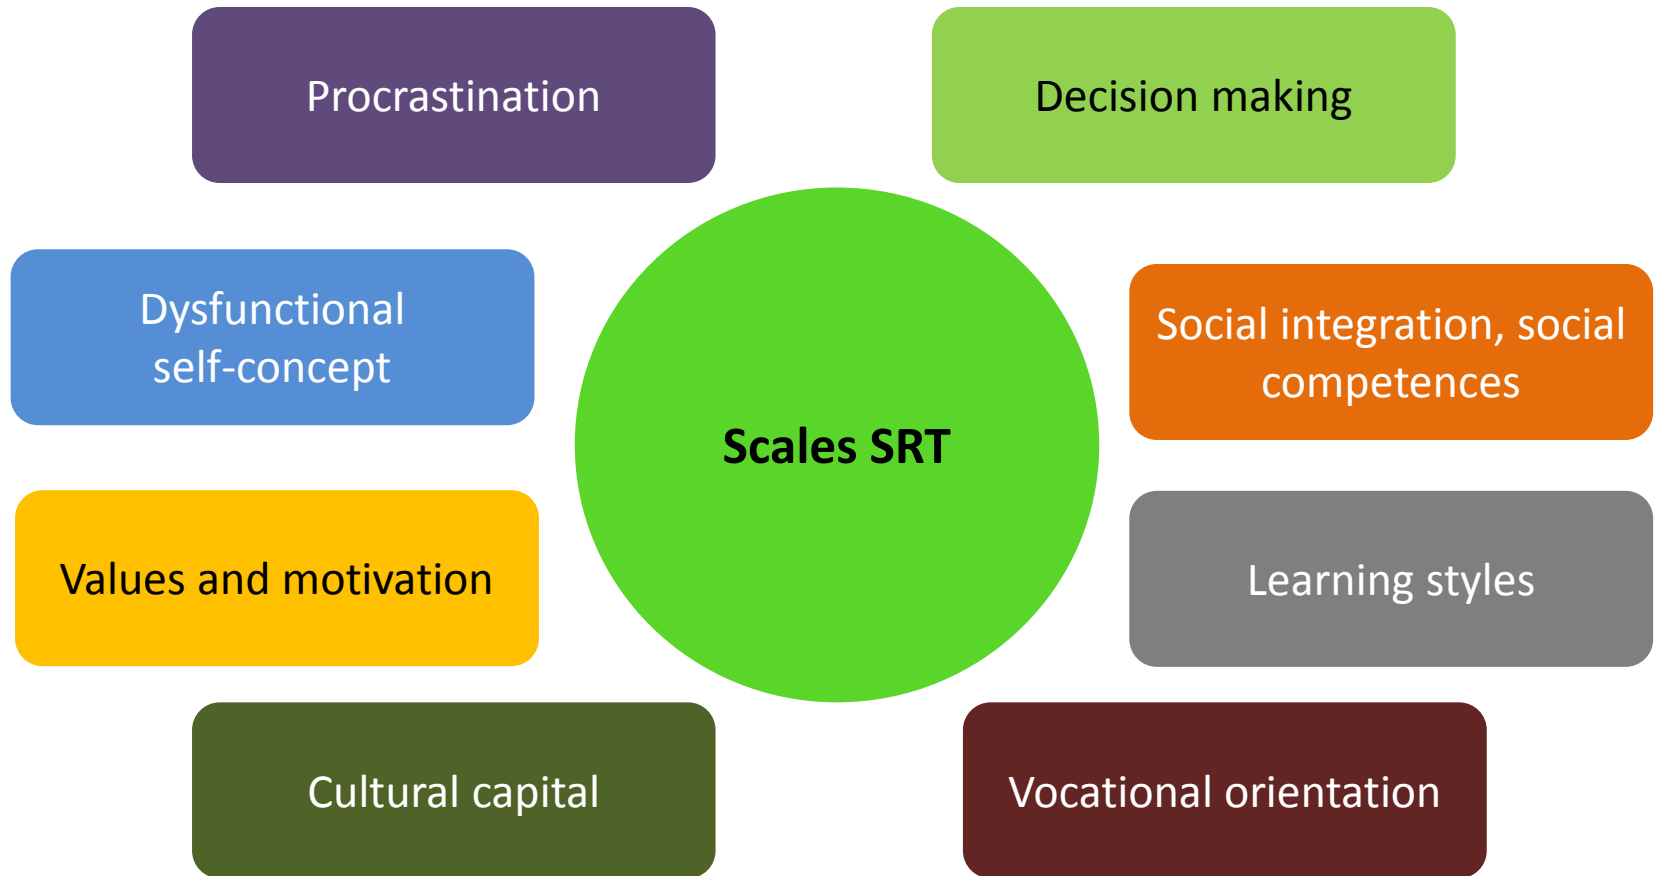 Procrastination
Decision making
Dysfunctional
self-concept
Social integration, social
competences
Scales SRT
Values and motivation
Learning styles
Cultural capital
Vocational orientation